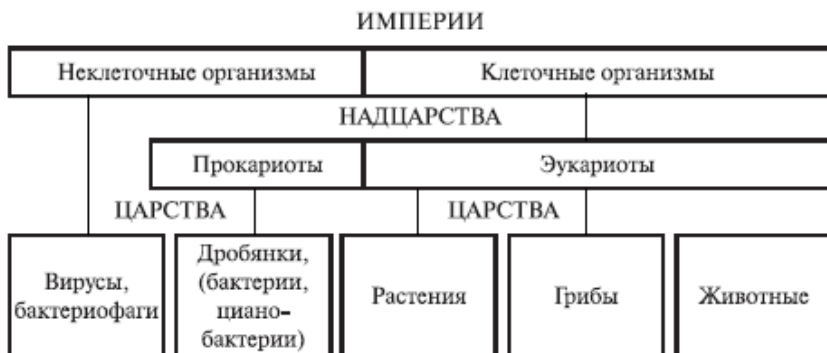 ИМПЕРИИ
Неклеточные организмы
Клеточные организмы
НАДЦАРСТВА
Прокариоты
Эукариоты
ЦАРСТВА
ЦАРСТВА
Вирусы,
бактериофаги
Дробянки,
(бактерии,
циано-
бактерии)
Растения
Грибы
Животные